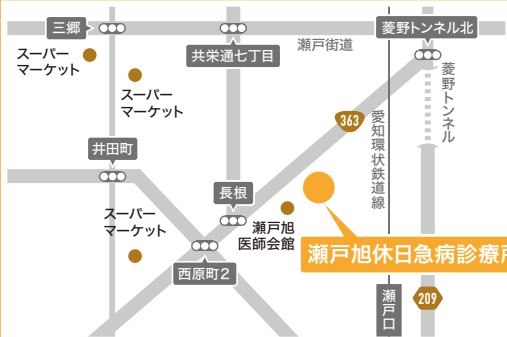 三郷
共栄通七丁目
瀬戸街道
菱野トンネル北
スーパー
マーケット
スーパー
マーケット
菱野トンネル
363
愛知環状鉄道線
井田町
長根
スーパー
マーケット
瀬戸旭
医師会館
瀬戸旭休日急病診療所
西原町2
瀬戸口
209